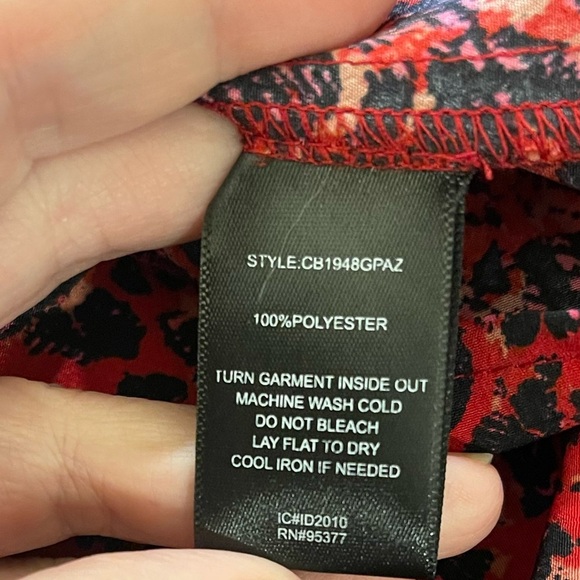 STYLE:CB1948GPAZ
100%POLYESTER
TURN GARMENT INSIDE OUT
MACHINE WASH COLD
DO NOT BLEACH
LAY FLAT TO DRY
COOL IRON IF NEEDED
IC#ID2010
RN#95377